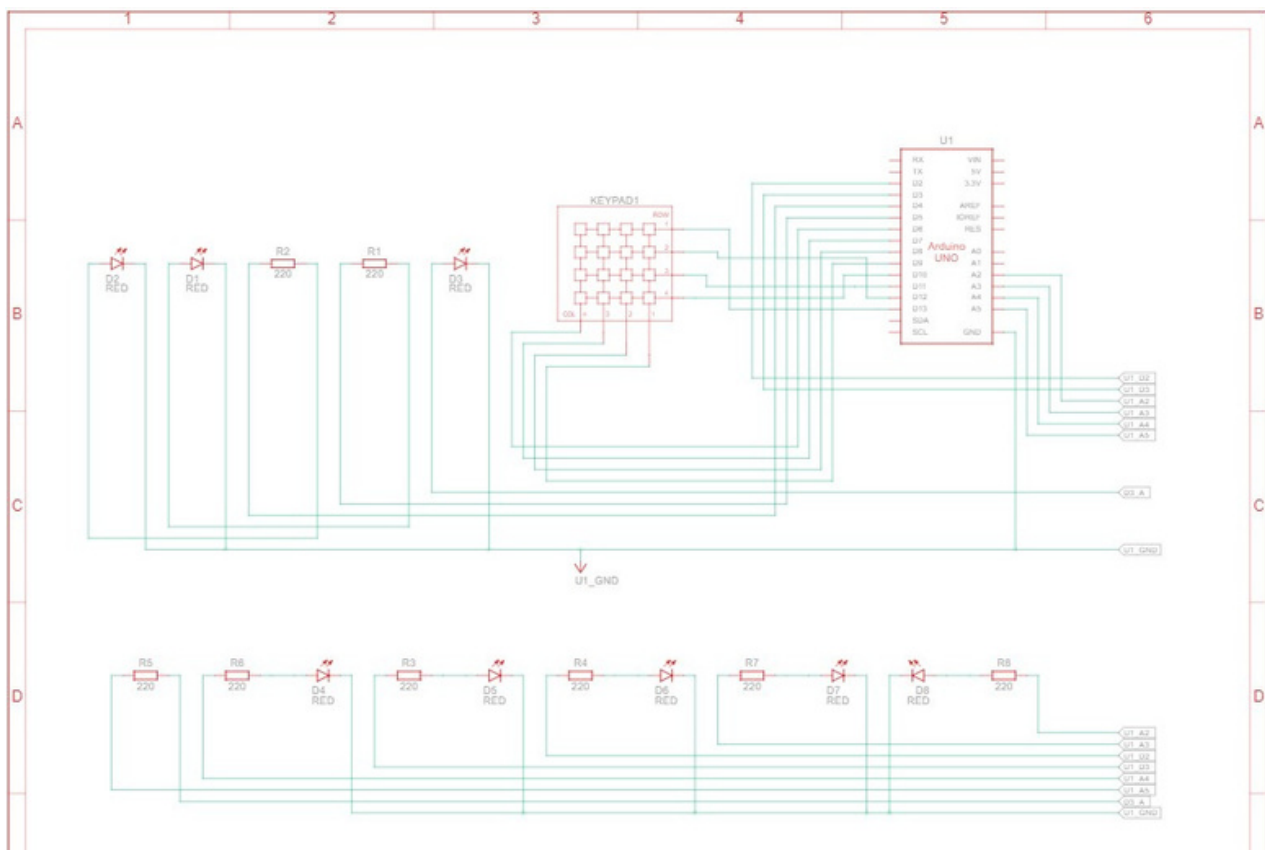 1 2 3 4 5 6
A A
U1
RX VIN
TX 5V
D2 3.3V
D3
D4 AREF
D5 IOREF
D6 RES
D7
D8 A0
D9 A1
D10 A2
D11 A3
D12 A4
D13 A5
SDA
SCL GND
Arduino
UNO
KEYPAD1
ROW
1
2
3
4
COL 4 3 2 1
R2 R1
220 220
D2 D1 D3
RED RED RED
B B
U1_D2
U1_D3
U1_A2
U1_A3
U1_A4
U1_A5
C C
D3_A
U1_GND
U1_GND
R5 R6 R3 R4 R7 R8
220 220 220 220 220 220
D4 D5 D6 D7 D8
RED RED RED RED RED
D D
U1_A2
U1_A3
U1_D2
U1_D3
U1_A4
U1_A5
D3_A
U1_GND